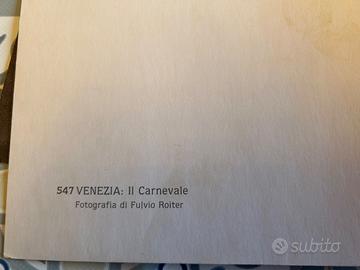 547 VENEZIA: Il Carnevale
Fotografia di Fulvio Roiter
subito